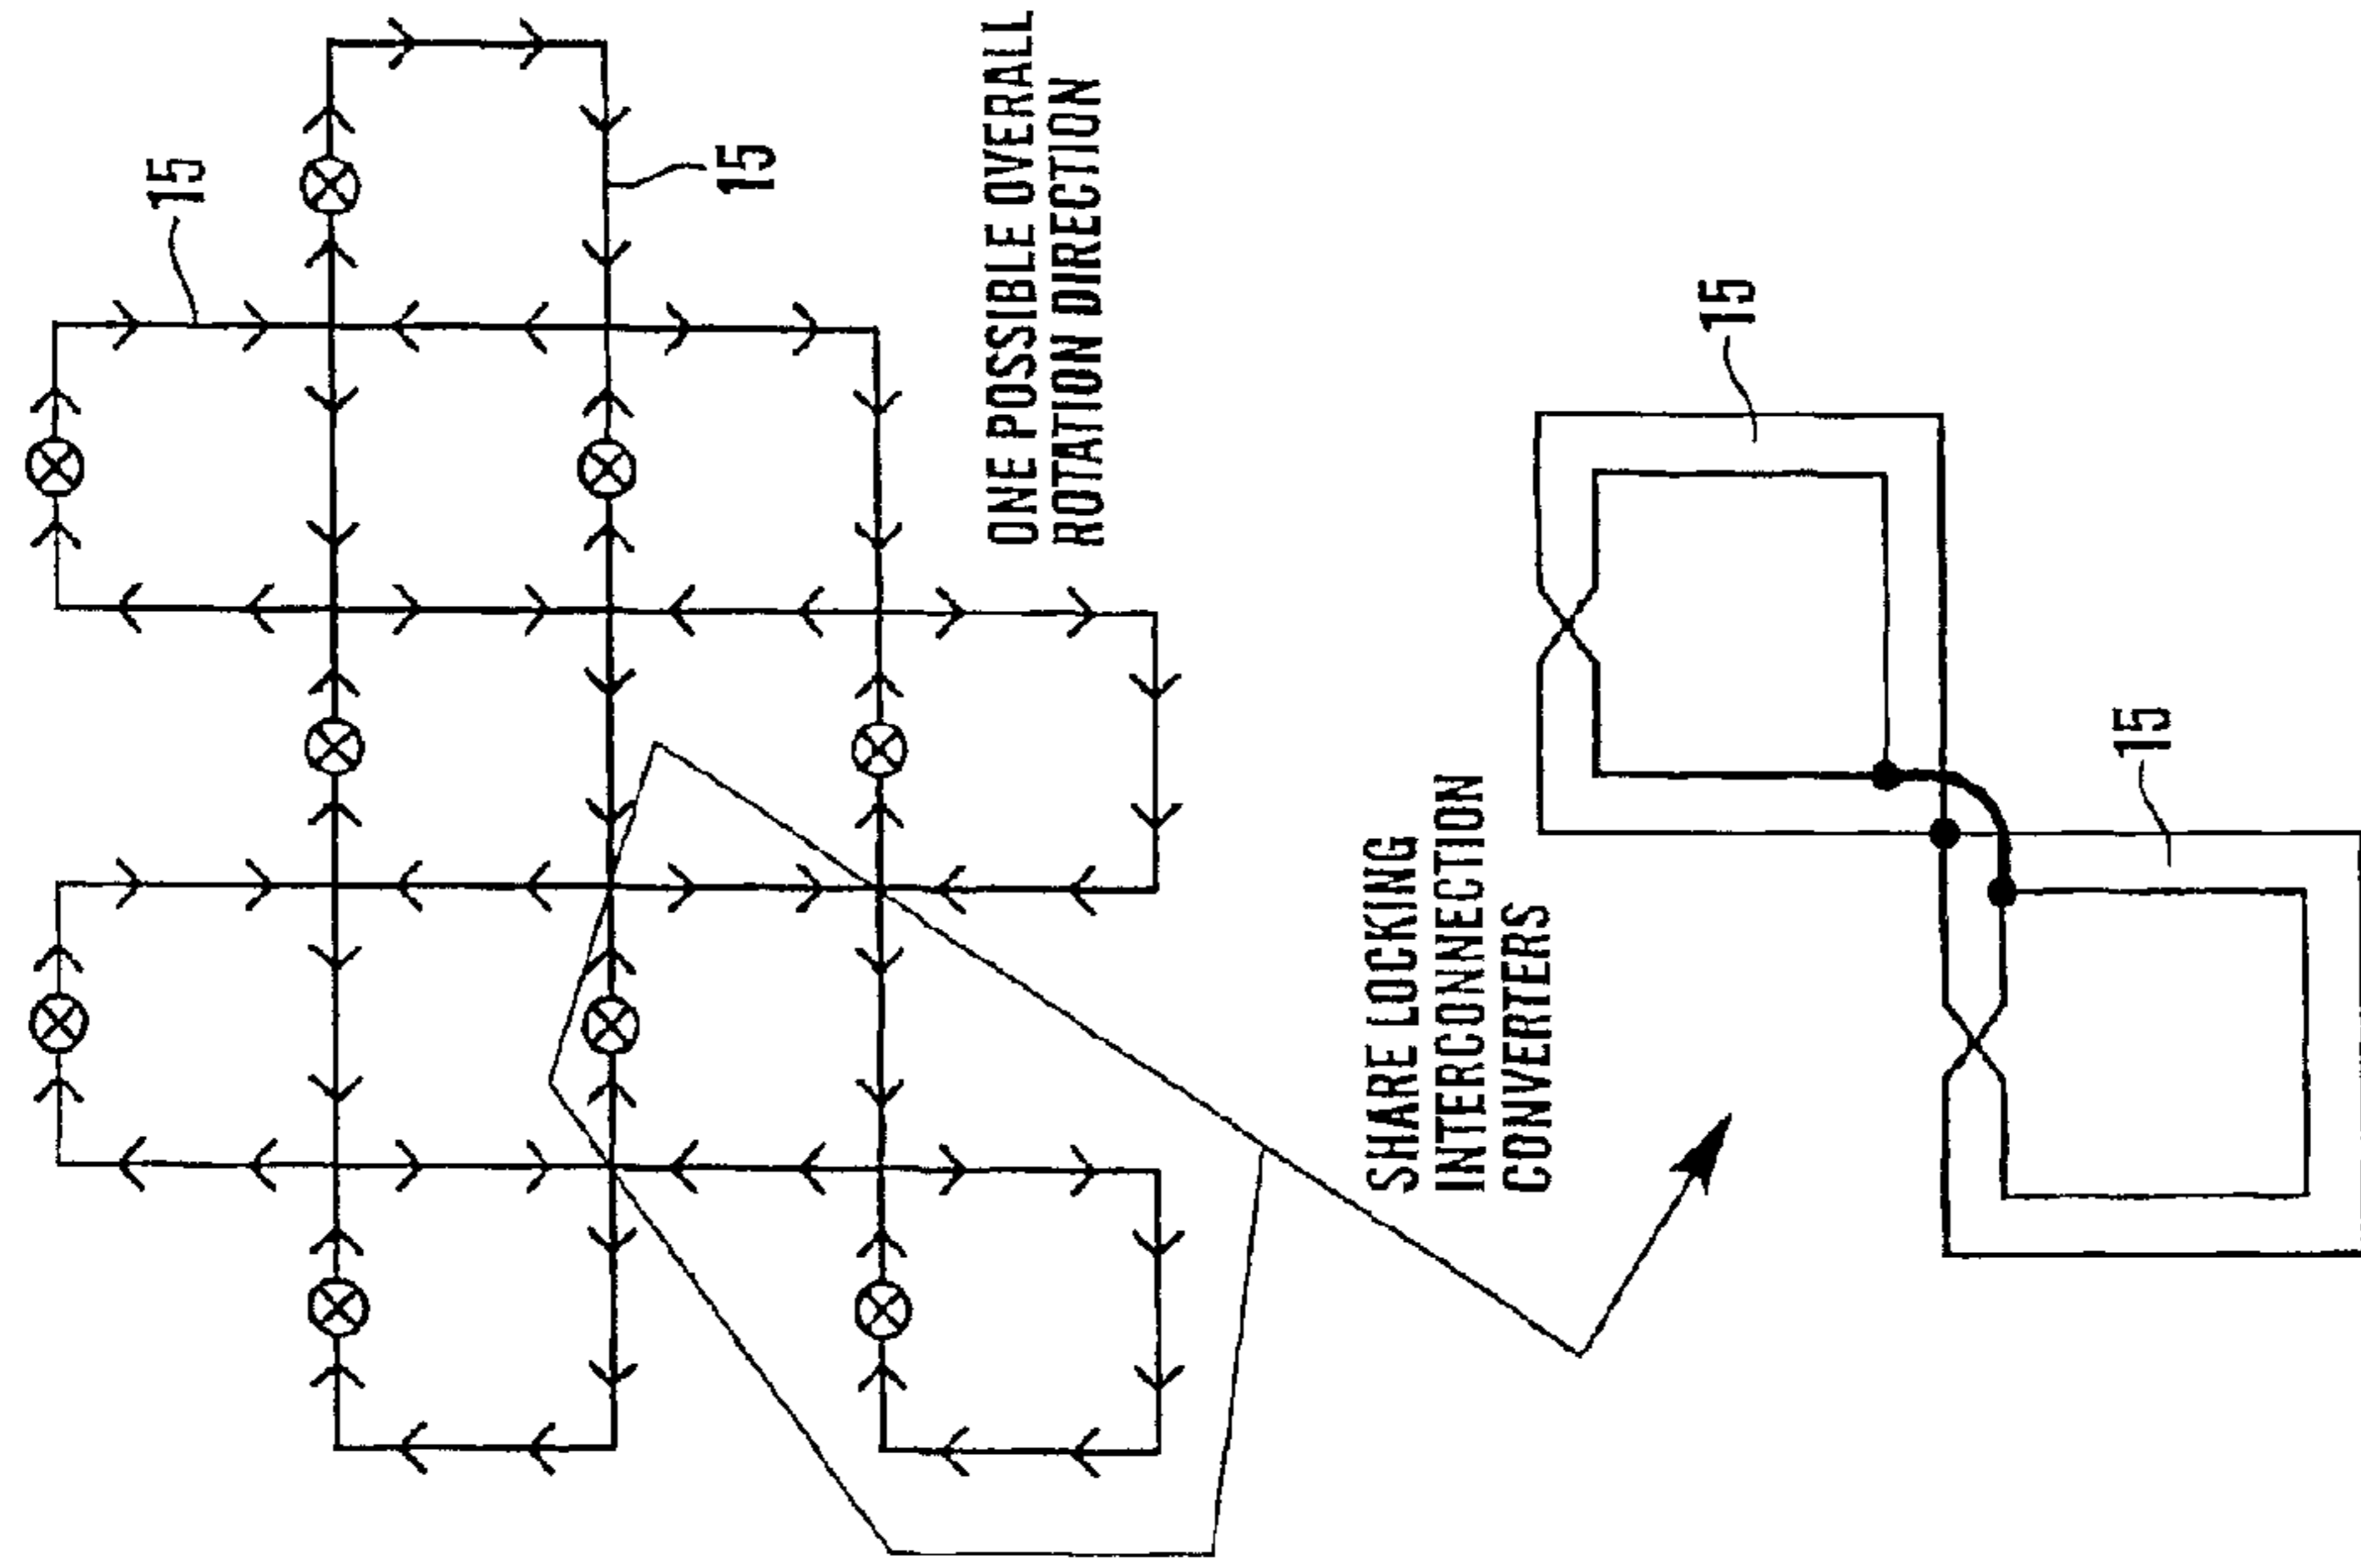 15
15
ONE POSSIBLE OVERALL
ROTATION DIRECTION
SHARE LOCKING
INTERCONNECTION
CONVERTERS
15
15